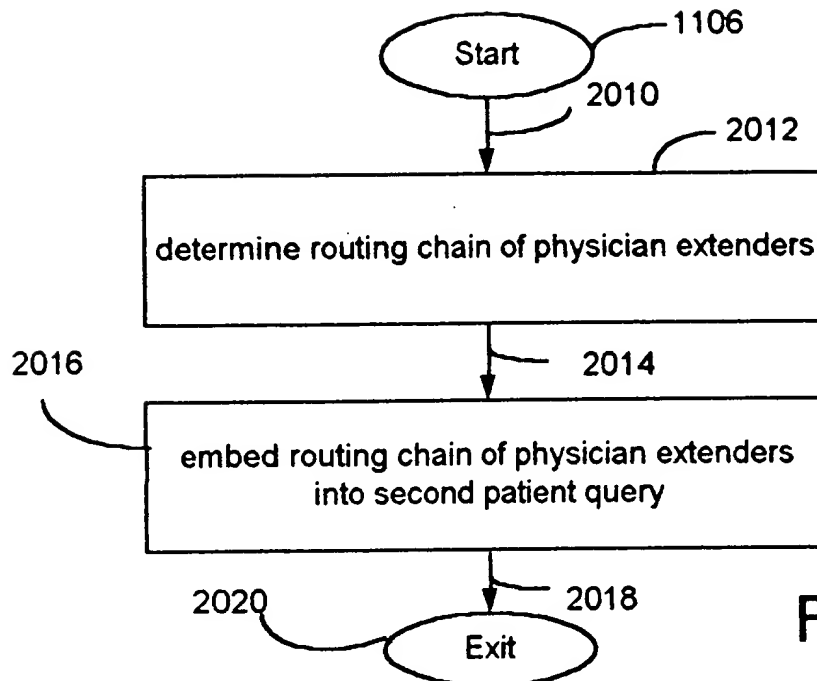 1106
Start
2010
2012
determine routing chain of physician extenders
2016
2014
embed routing chain of physician extenders
into second patient query
2020
2018
F
Exit